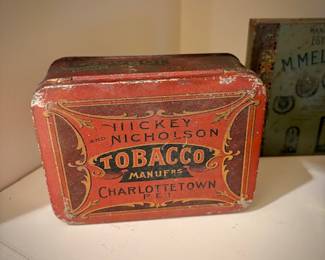 HICKEY
AND NICHOLSON
TOBACCO
MANUFRS
CHARLOTTETOWN
P.E.I.